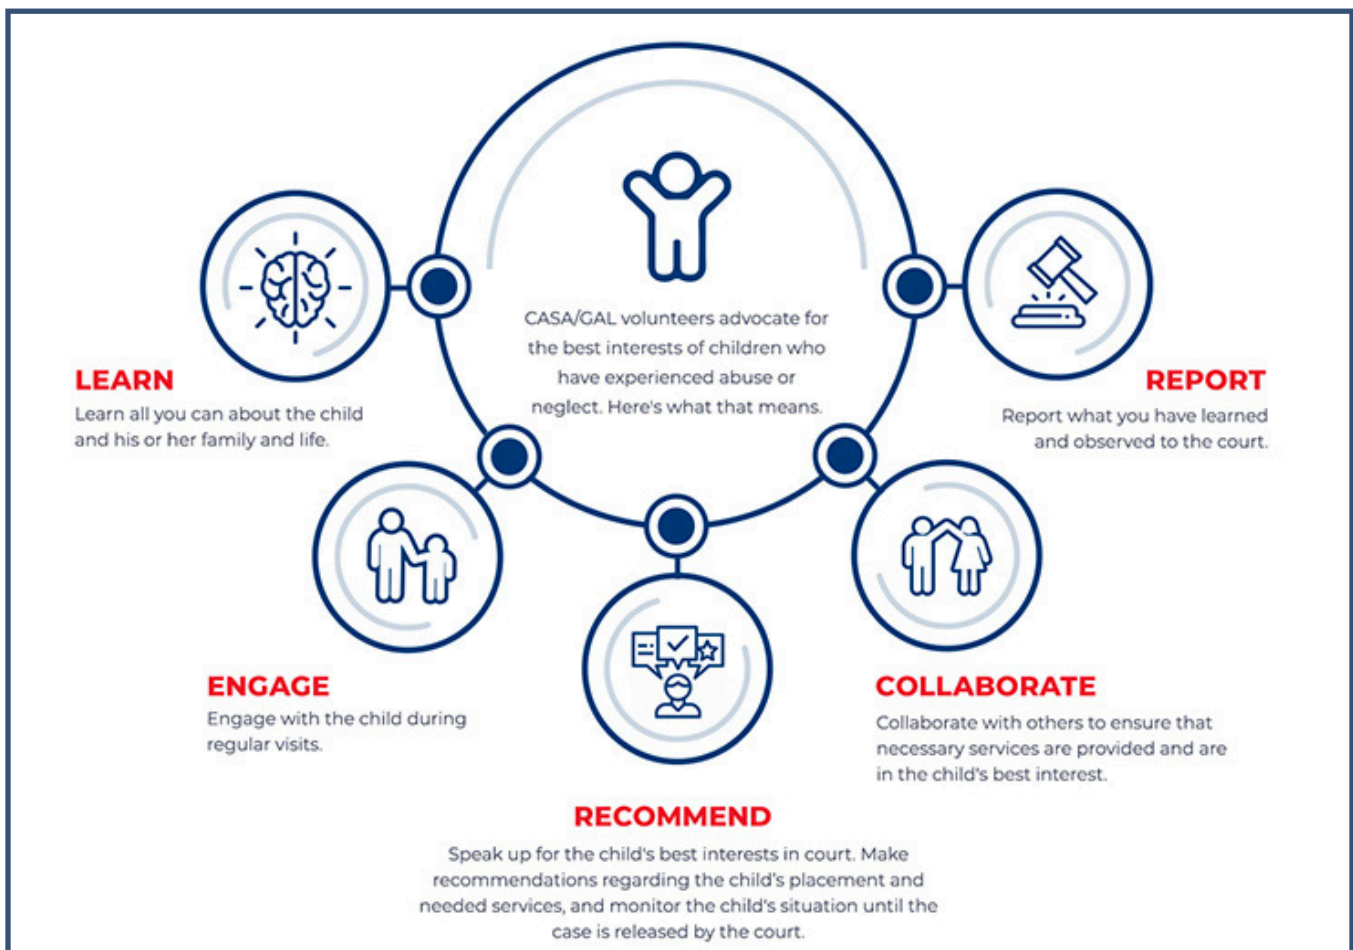 CASA/GAL volunteers advocate for
the best interests of children who
have experienced abuse or
neglect. Here's what that means.
LEARN
Learn all you can about the child
and his or her family and life.
ENGAGE
Engage with the child during
regular visits.
RECOMMEND
Speak up for the child's best interests in court. Make
recommendations regarding the child's placement and
needed services, and monitor the child's situation until the
case is released by the court.
COLLABORATE
Collaborate with others to ensure that
necessary services are provided and are
in the child's best interest.
REPORT
Report what you have learned
and observed to the court.